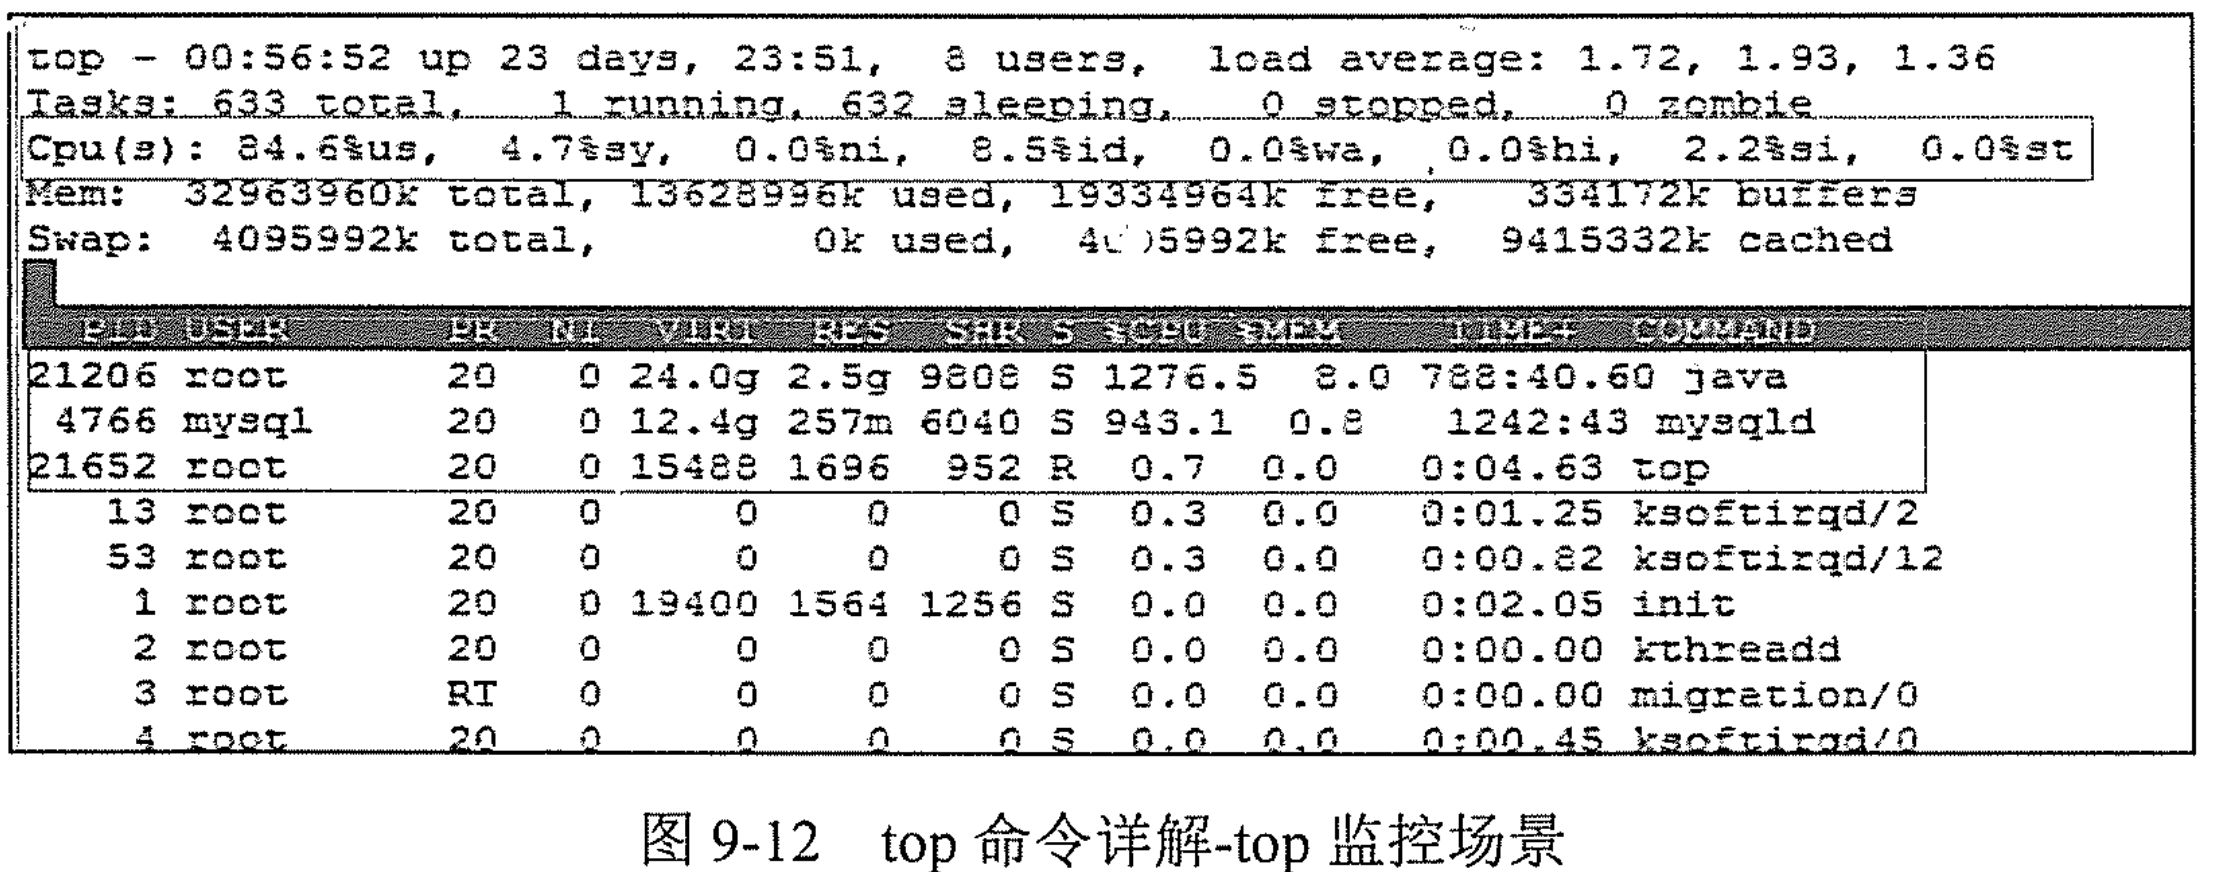 top - 00:56:52 up 23 days, 23:51, 8 users, load average: 1.72, 1.93, 1.36
Tasks: 633 total, 1 running, 632 sleeping, 0 stopped, 0 zombie
Cpu(s): 84.6%us, 4.7%sy, 0.0%ni, 8.5%id, 0.0%wa, 0.0%hi, 2.2%si, 0.0%st
Mem: 32963960k total, 13628996k used, 19334964k free, 334172k buffers
Swap: 4095992k total, 0k used, free, 9415332k cached
PID USER PR NI VIRT RES SHR S %CPU %MEM TIME+ COMMAND
21206 root 20 0 24.0g 2.5g 9808 S 1276.5 8.0 788:40.60 java
4766 mysql 20 0 12.4g 257m 6040 S 943.1 0.8 1242:43 mysqld
21652 root 20 0 15488 1696 952 R 0.7 0.0 0:04.63 top
13 root 20 0 0 0 0 S 0.3 0.0 0:01.25 ksoftirqd/2
53 root 20 0 0 0 0 S 0.3 0.0 0:00.82 ksoftirqd/12
1 root 20 0 19400 1564 1256 S 0.0 0.0 0:02.05 init
2 root 20 0 0 0 0 S 0.0 0.0 0:00.00 kthreadd
3 root RT 0 0 0 0 S 0.0 0.0 0:00.00 migration/0
4 root 20 0 0 0 0 S 0.0 0.0 0:00.45 ksoftirqd/0
图 9-12 top 命令详解-top 监控场景